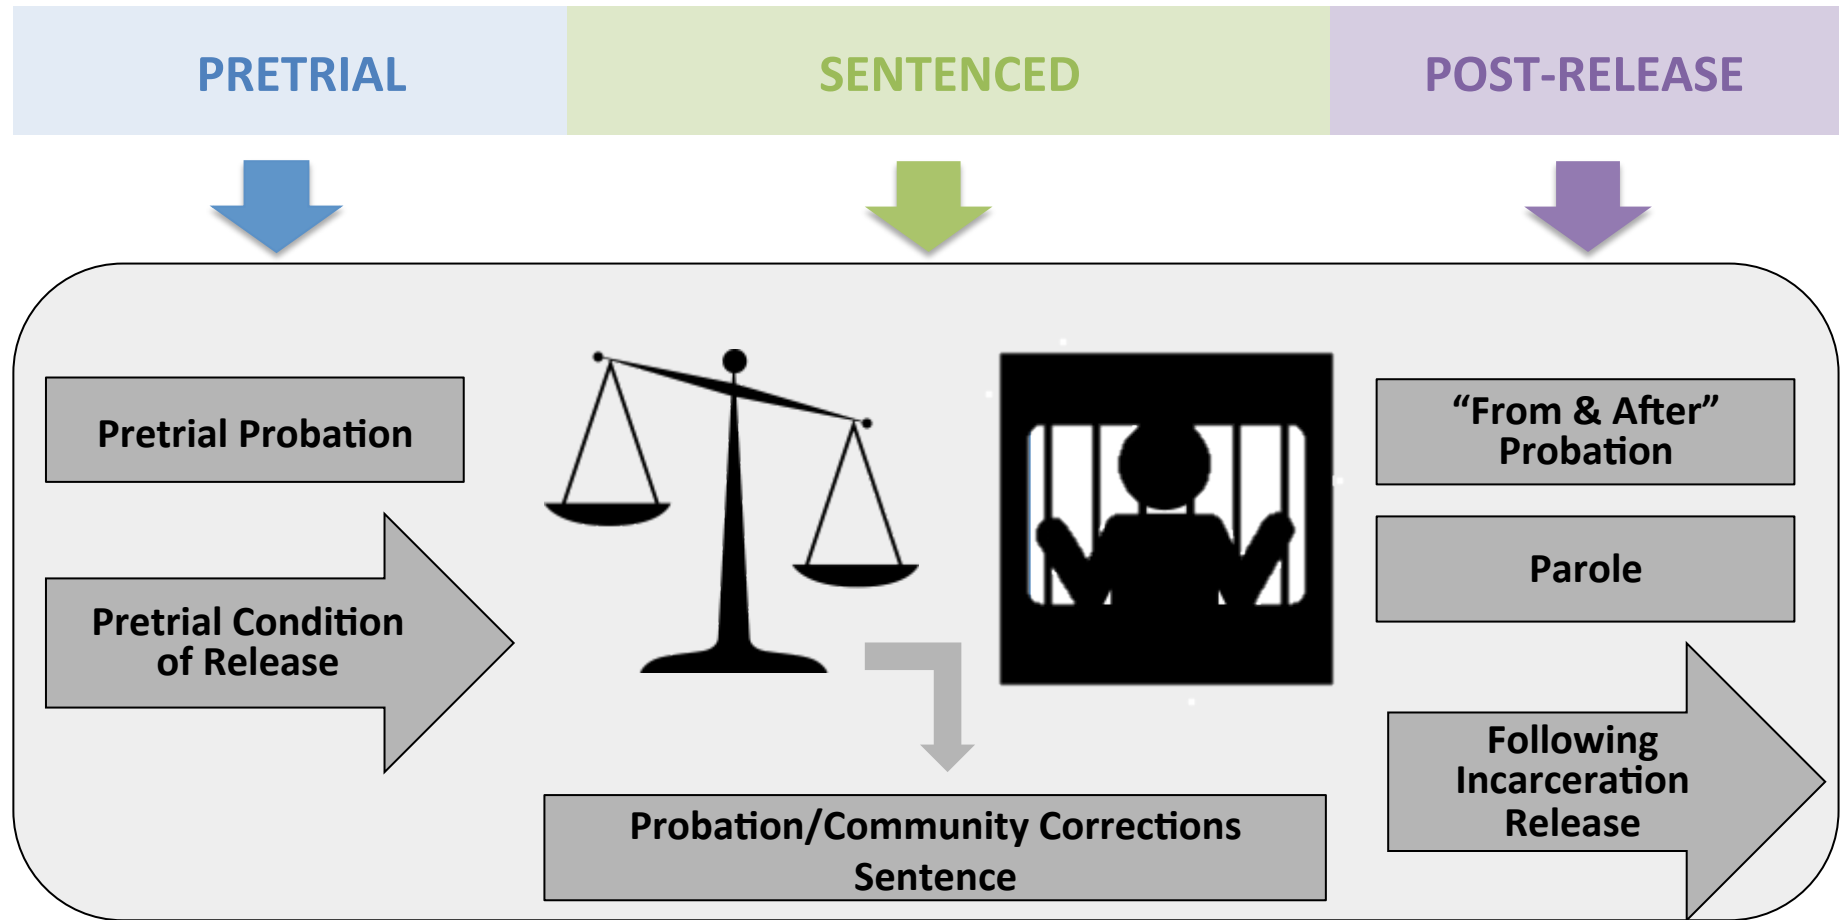 PRETRIAL
SENTENCED
POST-RELEASE
Pretrial Probation
Pretrial Condition
of Release
Probation/Community Corrections
Sentence
“From & After”
Probation
Parole
Following
Incarceration
Release